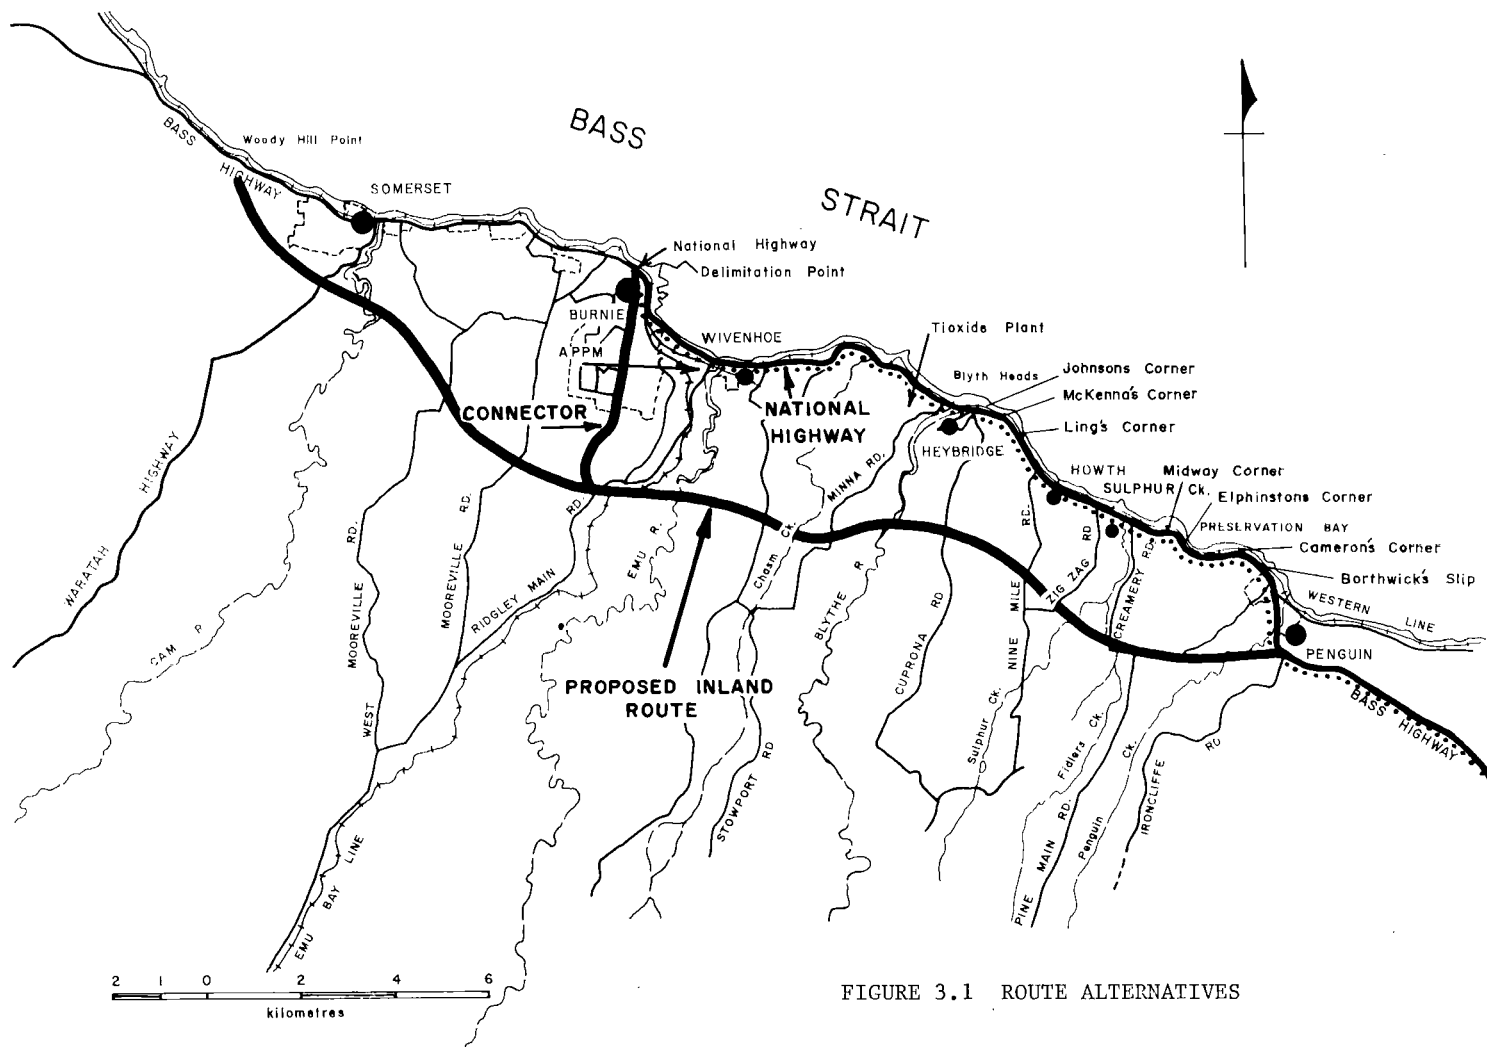 BASS
STRAIT
Woody Hill Point
BASS
HIGHWAY
SOMERSET
National Highway
Delimitation Point
BURNIE
APPM
WIVENHOE
Tioxide Plant
Blyth Heads
Johnsons Corner
McKenna's Corner
Ling's Corner
CONNECTOR
NATIONAL
HIGHWAY
HEYBRIDGE
HOWTH
SULPHUR Ck.
Midway Corner
Elphinstons Corner
PRESERVATION BAY
Cameron's Corner
Borthwick's Slip
WESTERN
LINE
PENGUIN
BASS HIGHWAY
WARATAH
HIGHWAY
CAM R
WEST
MOOREVILLE
RD.
MOOREVILLE
RD.
RIDGLEY MAIN
RD.
EMU R.
Chasm Ck.
MINNA RD.
BLYTHE R
CUPRONA
RD
NINE
MILE
RD.
ZIG ZAG
RD
CREAMERY RD.
PROPOSED INLAND
ROUTE
STOWPORT RD
Sulphur Ck.
Fidlers Ck.
PINE MAIN RD.
Penguin
Ck.
IRONCLIFFE
RD
EMU
BAY
LINE
2 1 0 2 4 6
kilometres
FIGURE 3.1 ROUTE ALTERNATIVES